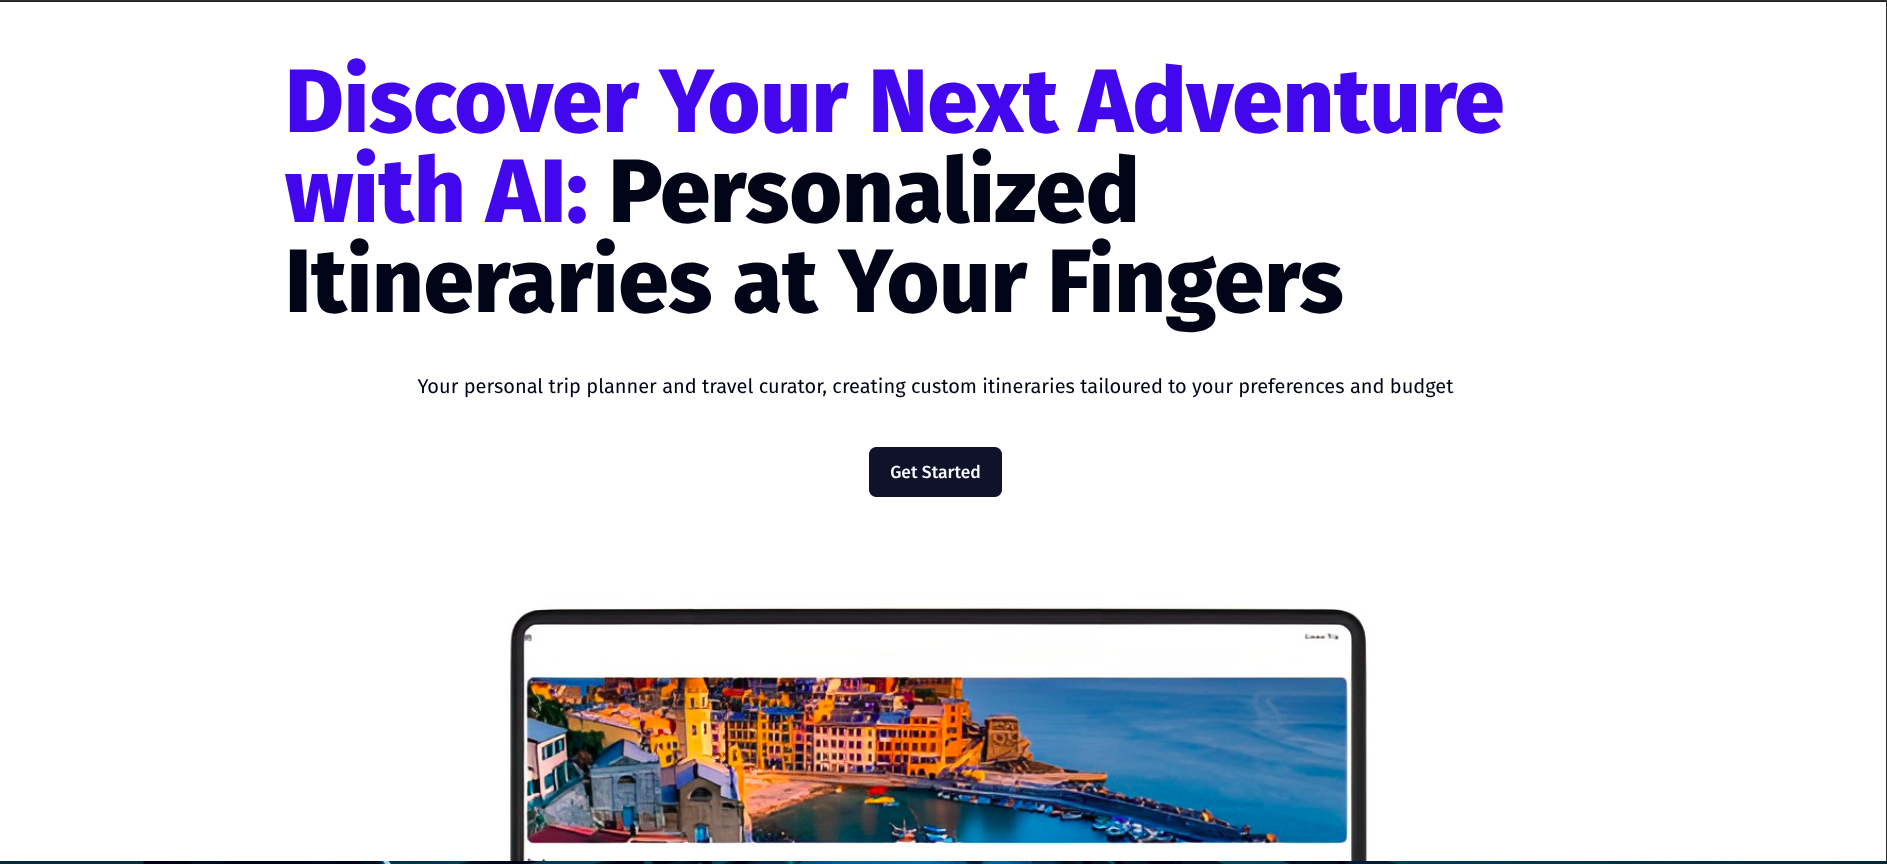 Discover Your Next Adventure
with AI: Personalized
Itineraries at Your Fingers
Your personal trip planner and travel curator, creating custom itineraries tailoured to your preferences and budget
Get Started